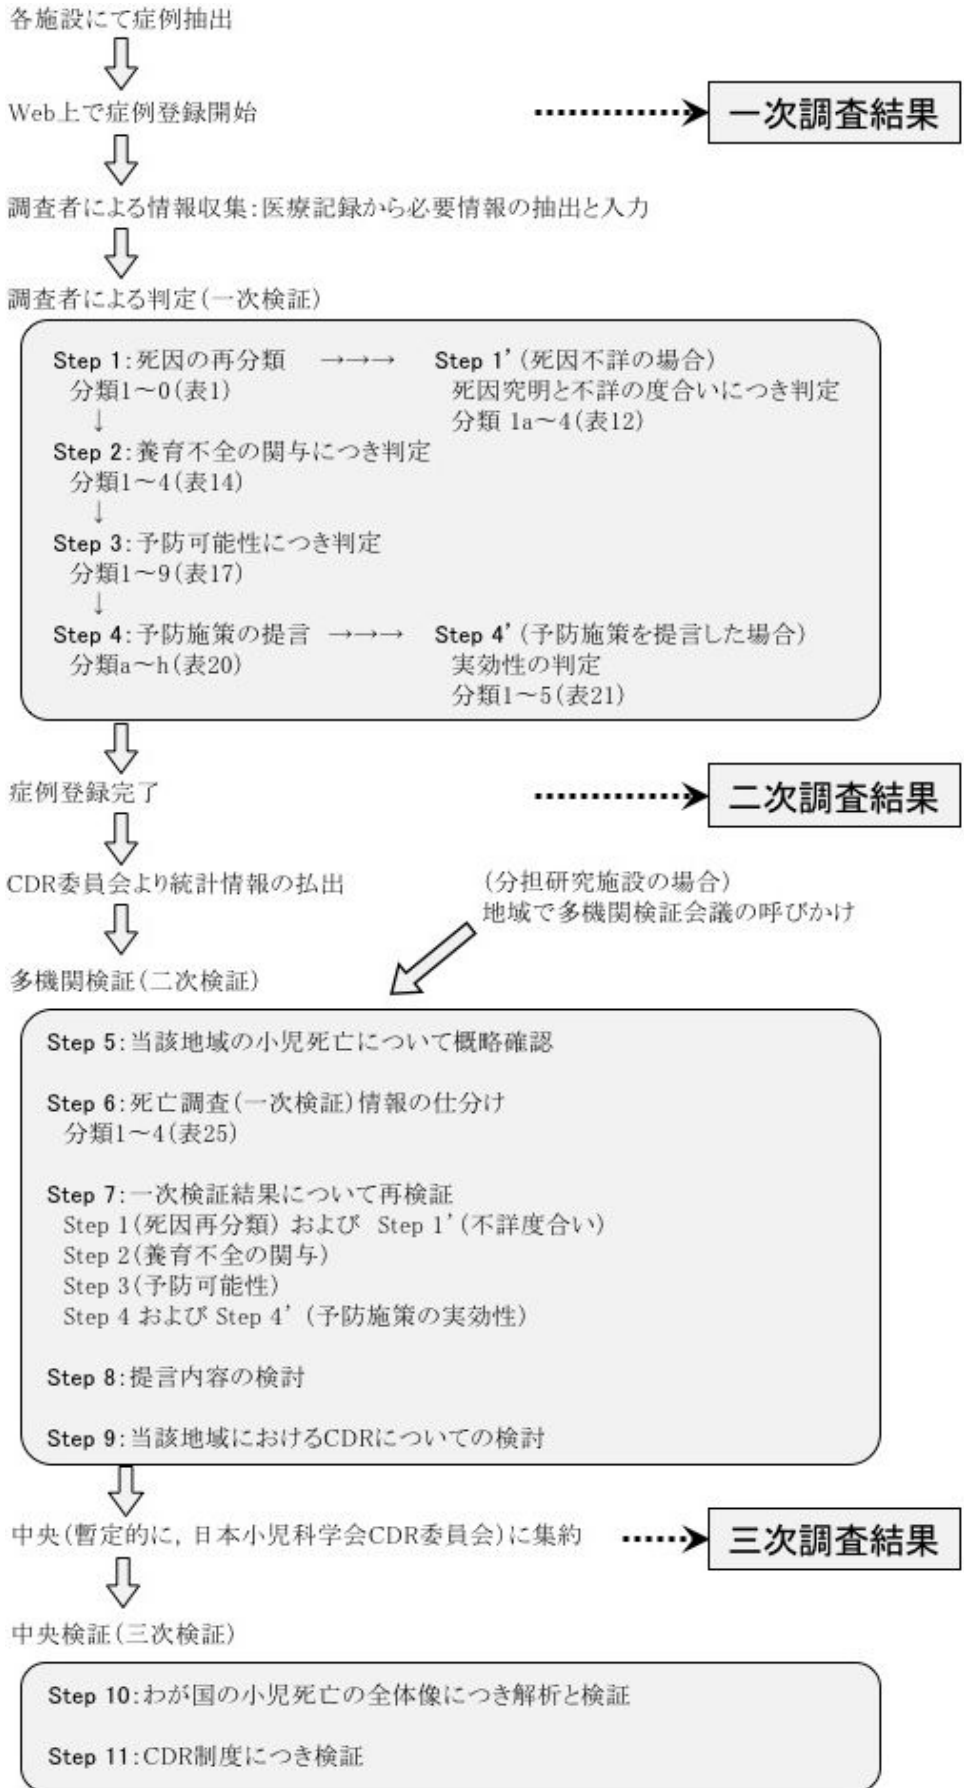 各施設にて症例抽出
Web上で症例登録開始
一次調査結果
調査者による情報収集：医療記録から必要情報の抽出と入力
調査者による判定（一次検証）
Step 1：死因の再分類 →→→ Step 1’（死因不詳の場合）
分類1～0（表1） 死因究明と不詳の度合いにつき判定
↓ 分類 1a～4（表12）
Step 2：養育不全の関与につき判定
分類1～4（表14）
↓
Step 3：予防可能性につき判定
分類1～9（表17）
↓
Step 4：予防施策の提言 →→→ Step 4’（予防施策を提言した場合）
分類a～h（表20） 実効性の判定
分類1～5（表21）
症例登録完了
二次調査結果
CDR委員会より統計情報の払出
（分担研究施設の場合）
地域で多機関検証会議の呼びかけ
多機関検証（二次検証）
Step 5：当該地域の小児死亡について概略確認
Step 6：死亡調査（一次検証）情報の仕分け
分類1～4（表25）
Step 7：一次検証結果について再検証
Step 1（死因再分類） および Step 1’（不詳度合い）
Step 2（養育不全の関与）
Step 3（予防可能性）
Step 4 および Step 4’（予防施策の実効性）
Step 8：提言内容の検討
Step 9：当該地域におけるCDRについての検討
中央（暫定的に，日本小児科学会CDR委員会）に集約
三次調査結果
中央検証（三次検証）
Step 10：わが国の小児死亡の全体像につき解析と検証
Step 11：CDR制度につき検証